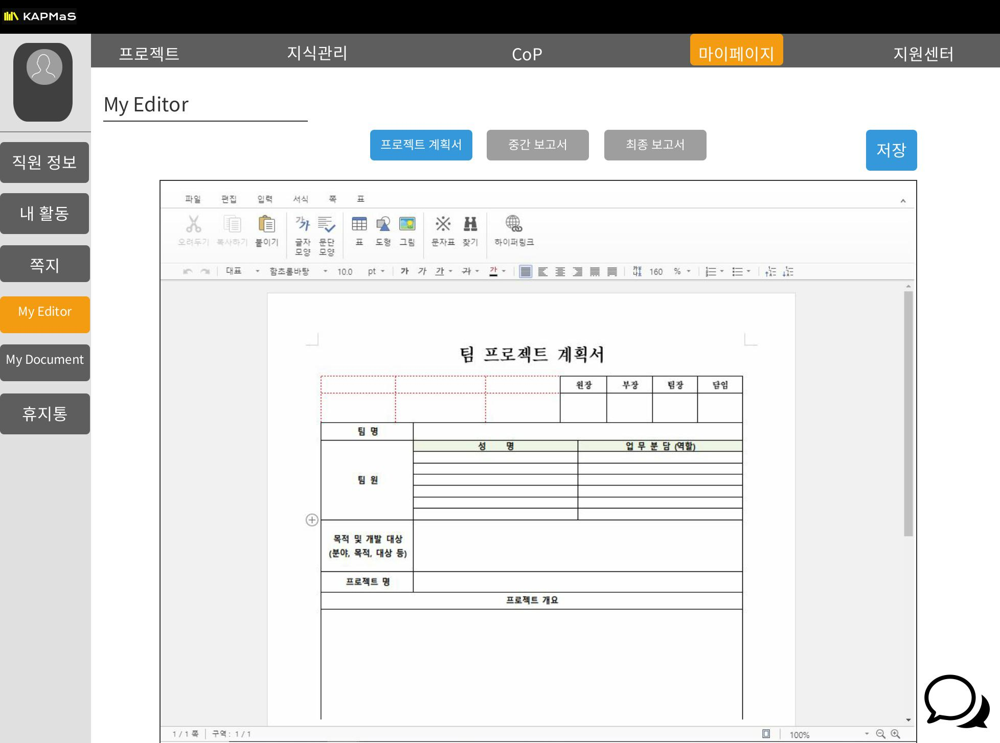 KAPMaS
프로젝트 지식관리 CoP 마이페이지 지원센터
My Editor
프로젝트 계획서 중간 보고서 최종 보고서 저장
직원 정보
내 활동
쪽지
My Editor
My Document
휴지통
파일 편집 입력 서식 쪽 표
오려두기 복사하기 붙이기 글자 모양 문단 모양 표 도형 그림 문자표 찾기 하이퍼링크
대표 함초롬바탕 10.0 pt 가 가 가 가 가 160 %
팀 프로젝트 계획서
원장 부장 팀장 담임
팀 명
성 명 업 무 분 담 (역할)
팀 원
목적 및 개발 대상
(분야, 목적, 대상 등)
프로젝트 명
프로젝트 개요
1 / 1 쪽 구역 : 1 / 1 100%